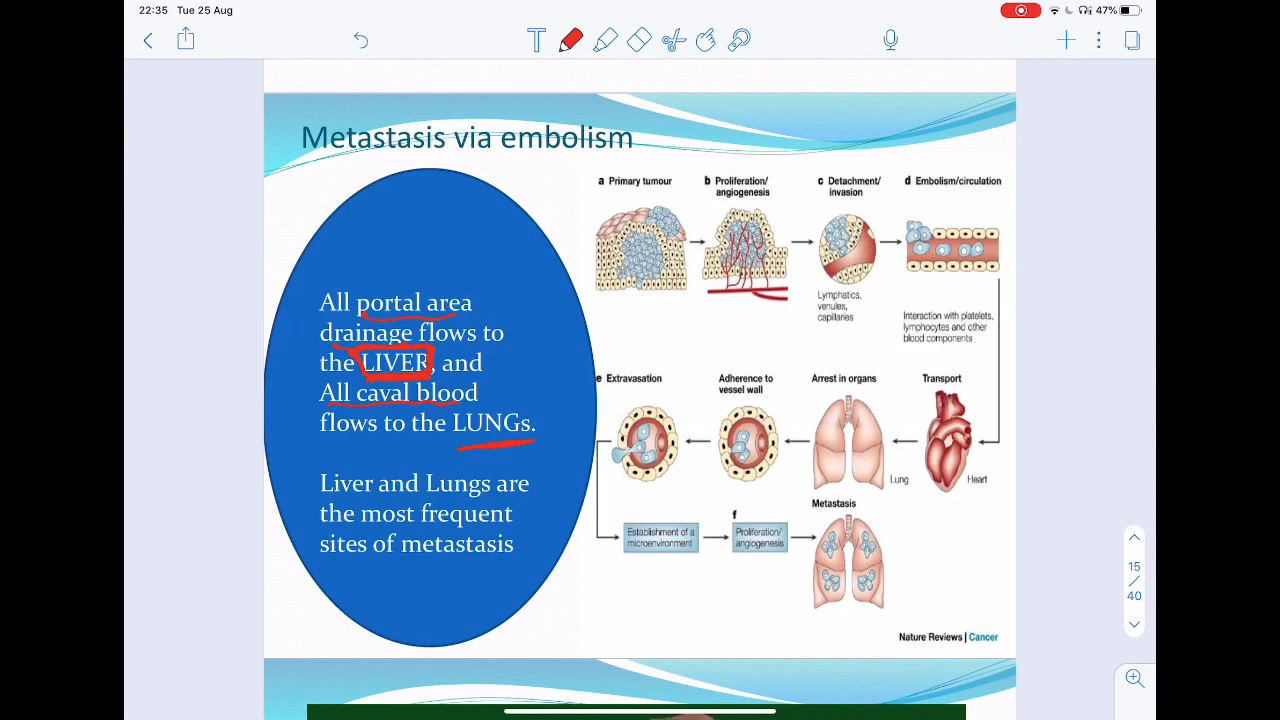 22:35 Tue 25 Aug
47%
T
Metastasis via embolism
All portal area
drainage flows to
the LIVER, and
All caval blood
flows to the LUNGs.
Liver and Lungs are
the most frequent
sites of metastasis
a Primary tumour
b Proliferation/
angiogenesis
c Detachment/
invasion
d Embolism/circulation
Lymphatics,
venules,
capillaries
Interaction with platelets,
lymphocytes and other
blood components
e Extravasation
Adherence to
vessel wall
Arrest in organs
Transport
Lung
Heart
Metastasis
f
Establishment of a
microenvironment
Proliferation/
angiogenesis
Nature Reviews | Cancer
15
/
40